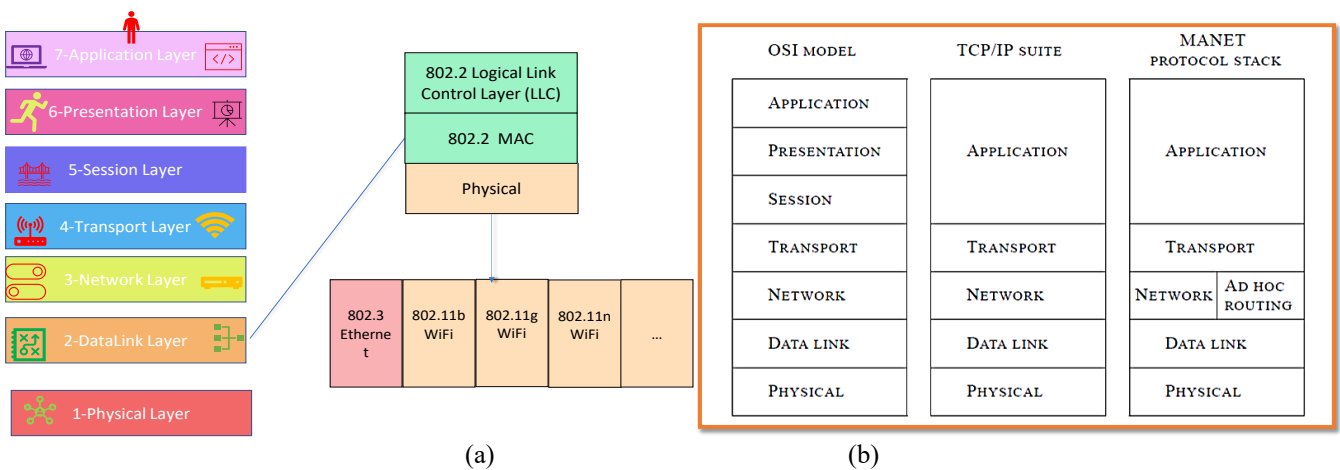 7-Application Layer
</>
6-Presentation Layer
5-Session Layer
4-Transport Layer
3-Network Layer
2-DataLink Layer
1-Physical Layer
802.2 Logical Link
Control Layer (LLC)
802.2 MAC
Physical
802.3
Etherne
t
802.11b
WiFi
802.11g
WiFi
802.11n
WiFi
...
(a)
OSI MODEL
APPLICATION
PRESENTATION
SESSION
TRANSPORT
NETWORK
DATA LINK
PHYSICAL
TCP/IP SUITE
APPLICATION
TRANSPORT
NETWORK
DATA LINK
PHYSICAL
MANET
PROTOCOL STACK
APPLICATION
TRANSPORT
NETWORK
AD HOC
ROUTING
DATA LINK
PHYSICAL
(b)